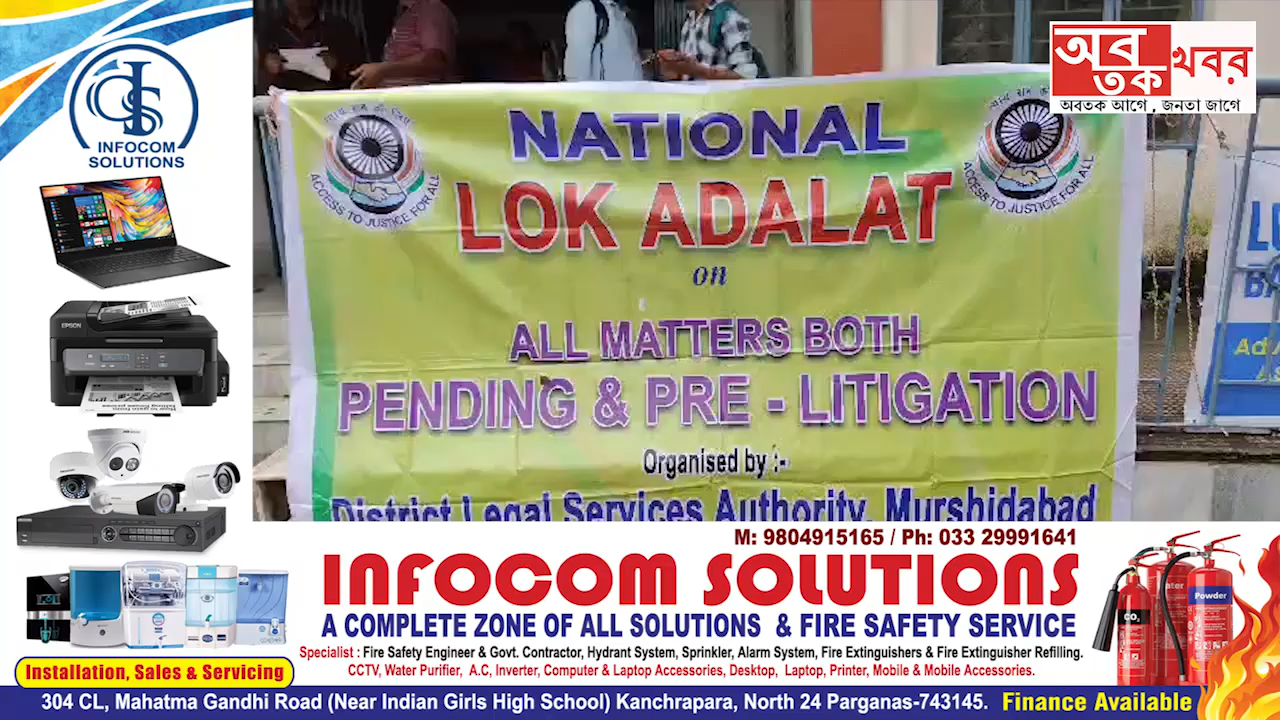 INFOCOM
SOLUTIONS
অব
তক
খবর
অবতক আগে, জনতা জাগে
NATIONAL
LOK ADALAT
on
ALL MATTERS BOTH
PENDING & PRE - LITIGATION
Organised by :-
District Legal Services Authority, Murshidabad
ACCESS TO JUSTICE FOR ALL
ACCESS TO JUSTICE FOR ALL
EPSON
M: 9804915165 / Ph: 033 29991641
INFOCOM SOLUTIONS
A COMPLETE ZONE OF ALL SOLUTIONS & FIRE SAFETY SERVICE
Specialist : Fire Safety Engineer & Govt. Contractor, Hydrant System, Sprinkler, Alarm System, Fire Extinguishers & Fire Extinguisher Refilling.
CCTV, Water Purifier, A.C, Inverter, Computer & Laptop Accessories, Desktop, Laptop, Printer, Mobile & Mobile Accessories.
CO2
Water
Powder
Installation, Sales & Servicing
304 CL, Mahatma Gandhi Road (Near Indian Girls High School) Kanchrapara, North 24 Parganas-743145. Finance Available